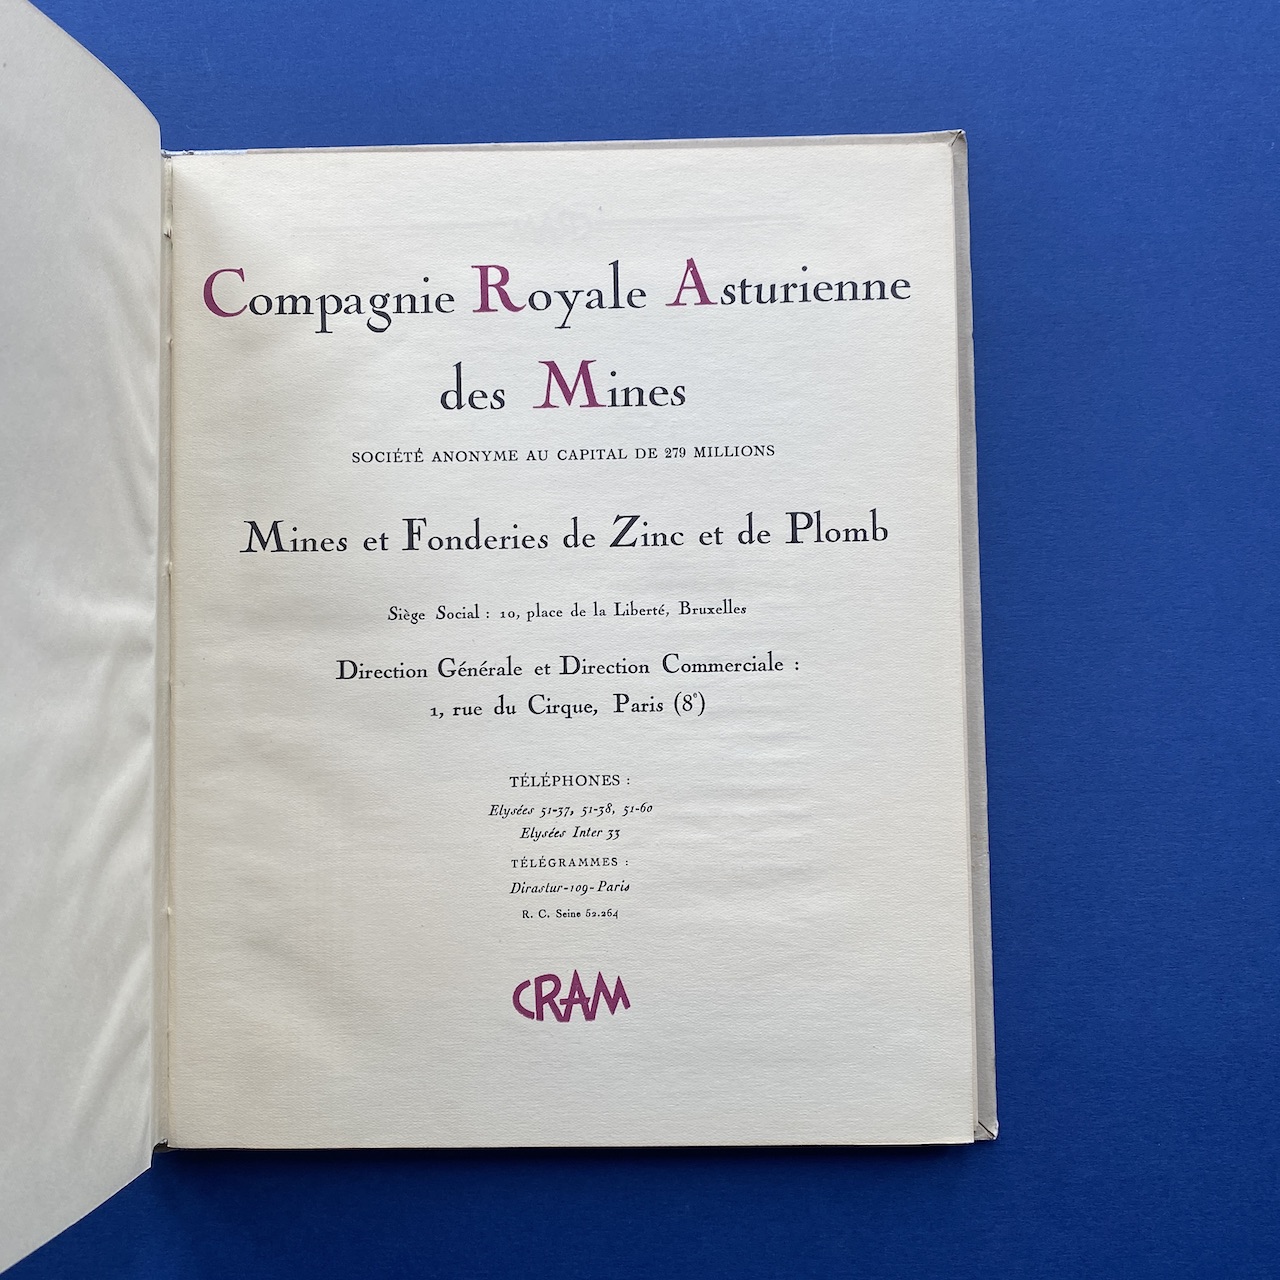 Compagnie Royale Asturienne
des Mines
SOCIÉTÉ ANONYME AU CAPITAL DE 279 MILLIONS
Mines et Fonderies de Zinc et de Plomb
Siège Social : 10, place de la Liberté, Bruxelles
Direction Générale et Direction Commerciale :
1, rue du Cirque, Paris (8e)
TÉLÉPHONES :
Elysées 51-37, 51-38, 51-60
Elysées Inter 33
TÉLÉGRAMMES :
Dirastur-109-Paris
R. C. Seine 52.264
CRAM